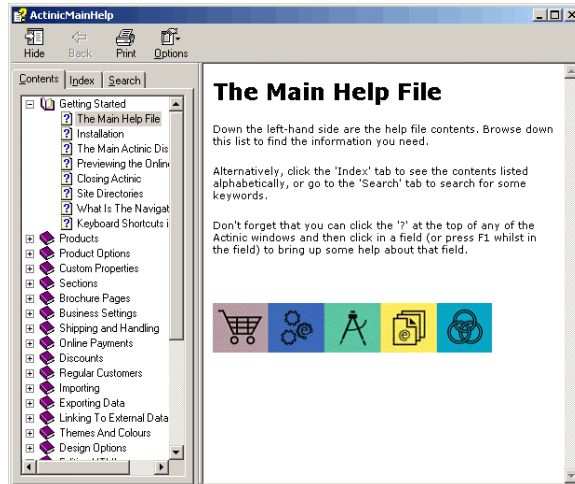 ActinicMainHelp
Hide Back Print Options
Contents Index Search
Getting Started
The Main Help File
Installation
The Main Actinic Dis
Previewing the Onlin
Closing Actinic
Site Directories
What Is The Navigat
Keyboard Shortcuts i
Products
Product Options
Custom Properties
Sections
Brochure Pages
Business Settings
Shipping and Handling
Online Payments
Discounts
Regular Customers
Importing
Exporting Data
Linking To External Data
Themes And Colours
Design Options
The Main Help File
Down the left-hand side are the help file contents. Browse down
this list to find the information you need.
Alternatively, click the 'Index' tab to see the contents listed
alphabetically, or go to the 'Search' tab to search for some
keywords.
Don't forget that you can click the '?' at the top of any of the
Actinic windows and then click in a field (or press F1 whilst in
the field) to bring up some help about that field.